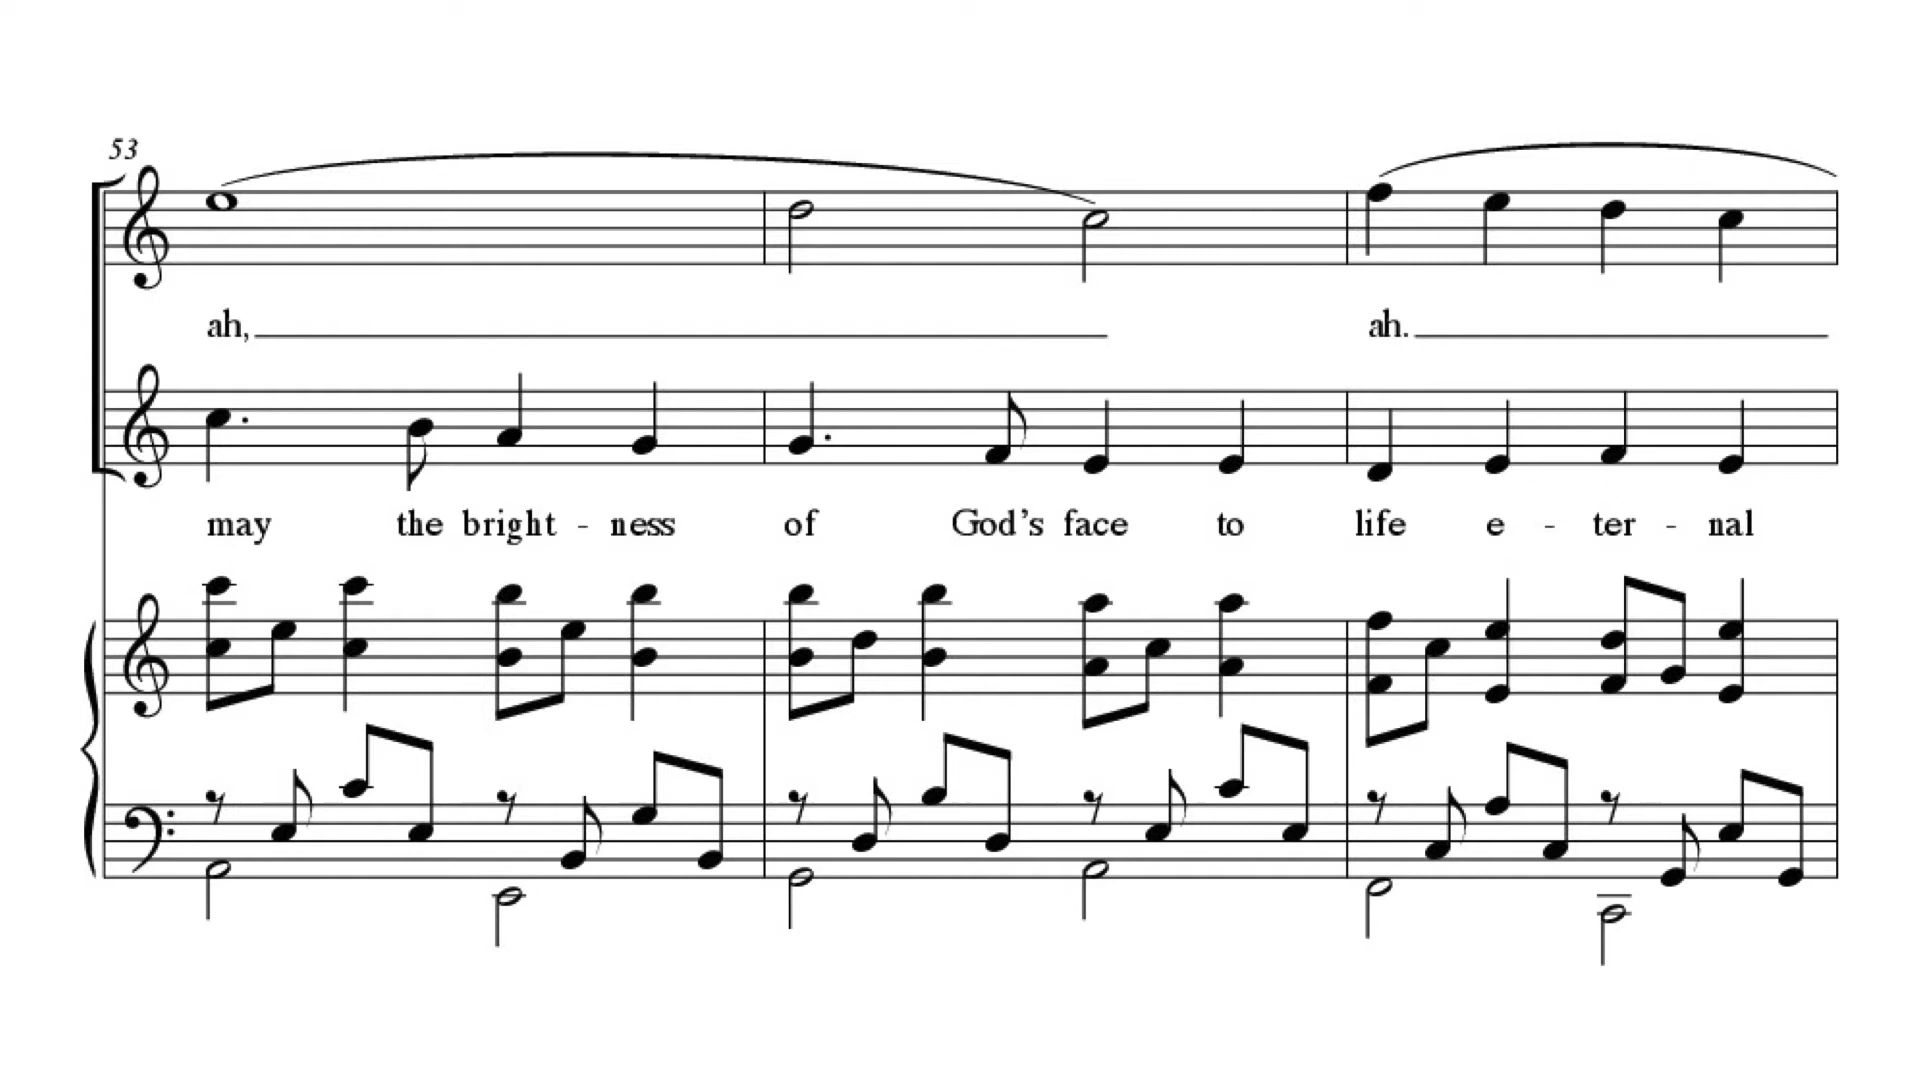 53
ah,
ah.
may the bright - ness of God's face to life e - ter - nal